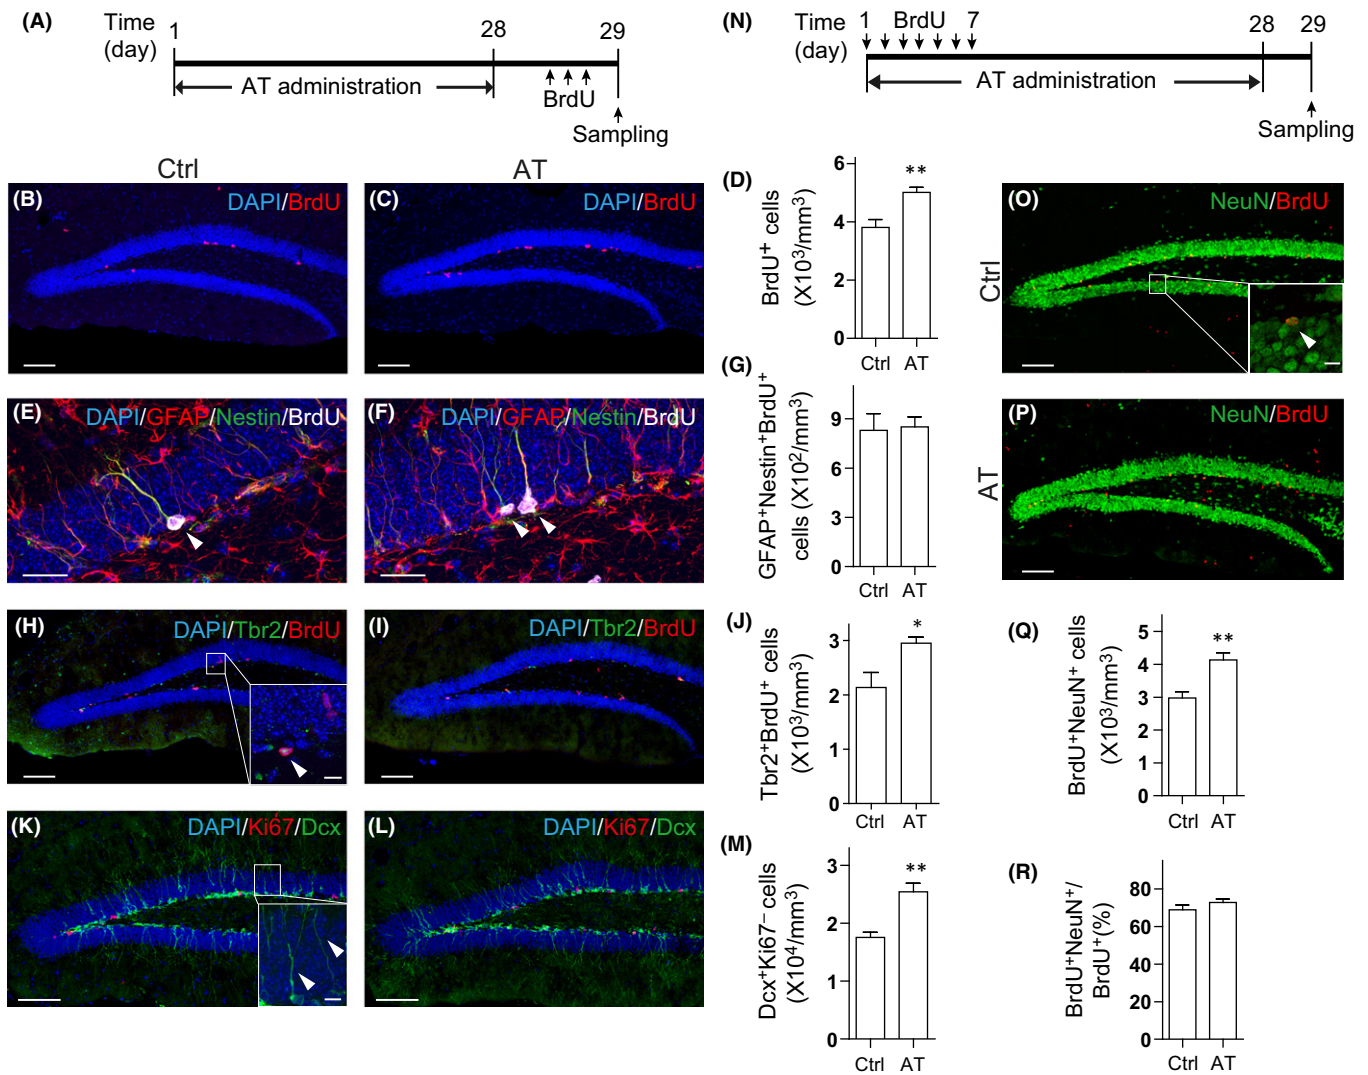 (A)
Time
(day)
1
28
29
AT administration
BrdU
Sampling
(N)
Time
(day)
1
BrdU
7
28
29
AT administration
Sampling
Ctrl
AT
(B)
DAPI/BrdU
(C)
DAPI/BrdU
(D)
BrdU⁺ cells
(X10³/mm³)
6
4
2
0
**
Ctrl
AT
(E)
DAPI/GFAP/Nestin/BrdU
(F)
DAPI/GFAP/Nestin/BrdU
(G)
GFAP⁺Nestin⁺BrdU⁺
cells (X10²/mm³)
9
6
3
0
Ctrl
AT
(H)
DAPI/Tbr2/BrdU
(I)
DAPI/Tbr2/BrdU
(J)
Tbr2⁺BrdU⁺ cells
(X10³/mm³)
3
2
1
0
*
Ctrl
AT
(K)
DAPI/Ki67/Dcx
(L)
DAPI/Ki67/Dcx
(M)
Dcx⁺Ki67⁻ cells
(X10⁴/mm³)
3
2
1
0
**
Ctrl
AT
Ctrl
(O)
NeuN/BrdU
AT
(P)
NeuN/BrdU
(Q)
BrdU⁺NeuN⁺ cells
(X10³/mm³)
5
4
3
2
1
0
**
Ctrl
AT
(R)
BrdU⁺NeuN⁺/
BrdU⁺(%)
80
60
40
20
0
Ctrl
AT